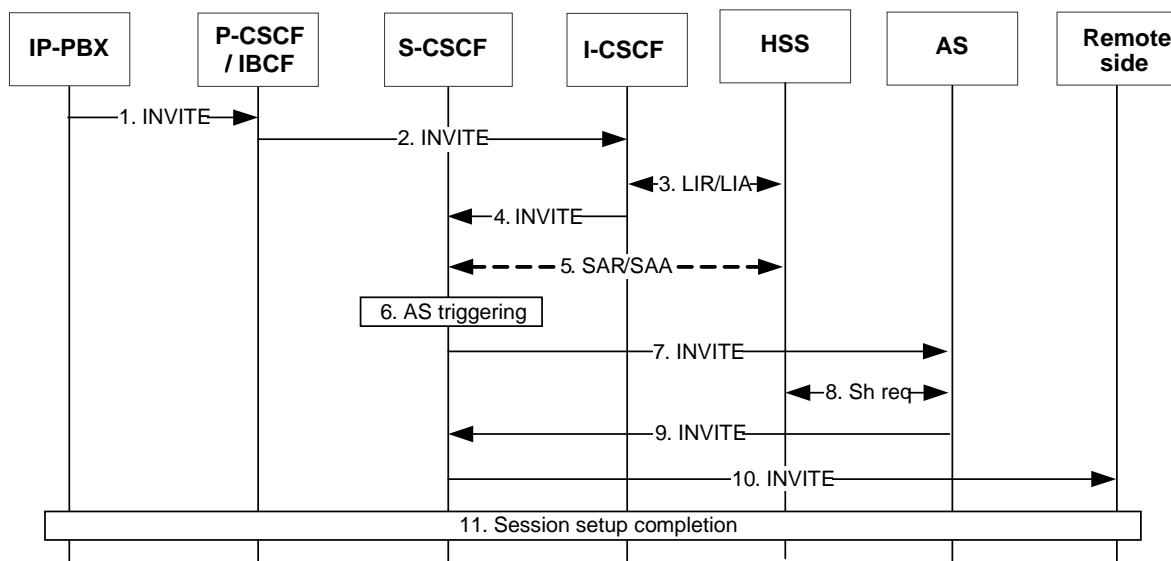 IP-PBX
P-CSCF
/ IBCF
S-CSCF
I-CSCF
HSS
AS
Remote
side
1. INVITE
2. INVITE
3. LIR/LIA
4. INVITE
5. SAR/SAA
6. AS triggering
7. INVITE
8. Sh req
9. INVITE
10. INVITE
11. Session setup completion